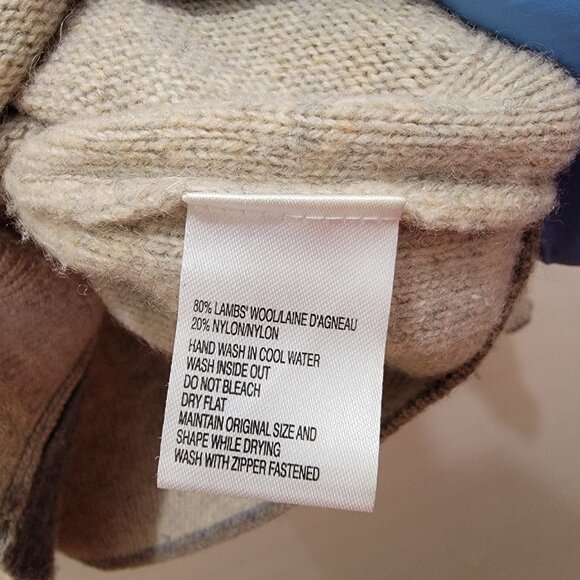 80% LAMBS' WOOL/LAINE D'AGNEAU
20% NYLON/NYLON
HAND WASH IN COOL WATER
WASH INSIDE OUT
DO NOT BLEACH
DRY FLAT
MAINTAIN ORIGINAL SIZE AND
SHAPE WHILE DRYING
WASH WITH ZIPPER FASTENED